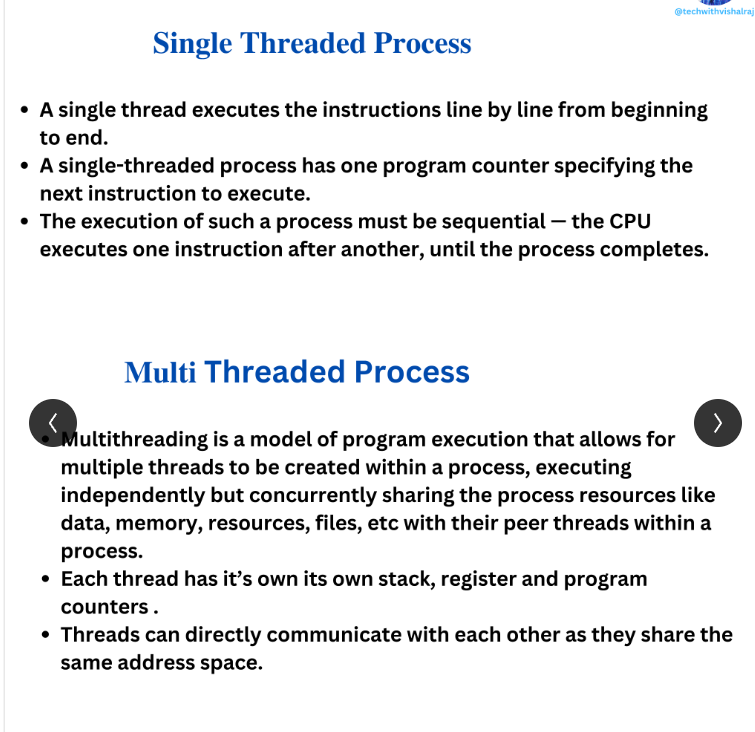 @techwithvishalraj
Single Threaded Process
• A single thread executes the instructions line by line from beginning
to end.
• A single-threaded process has one program counter specifying the
next instruction to execute.
• The execution of such a process must be sequential — the CPU
executes one instruction after another, until the process completes.
Multi Threaded Process
• Multithreading is a model of program execution that allows for
multiple threads to be created within a process, executing
independently but concurrently sharing the process resources like
data, memory, resources, files, etc with their peer threads within a
process.
• Each thread has it’s own its own stack, register and program
counters .
• Threads can directly communicate with each other as they share the
same address space.